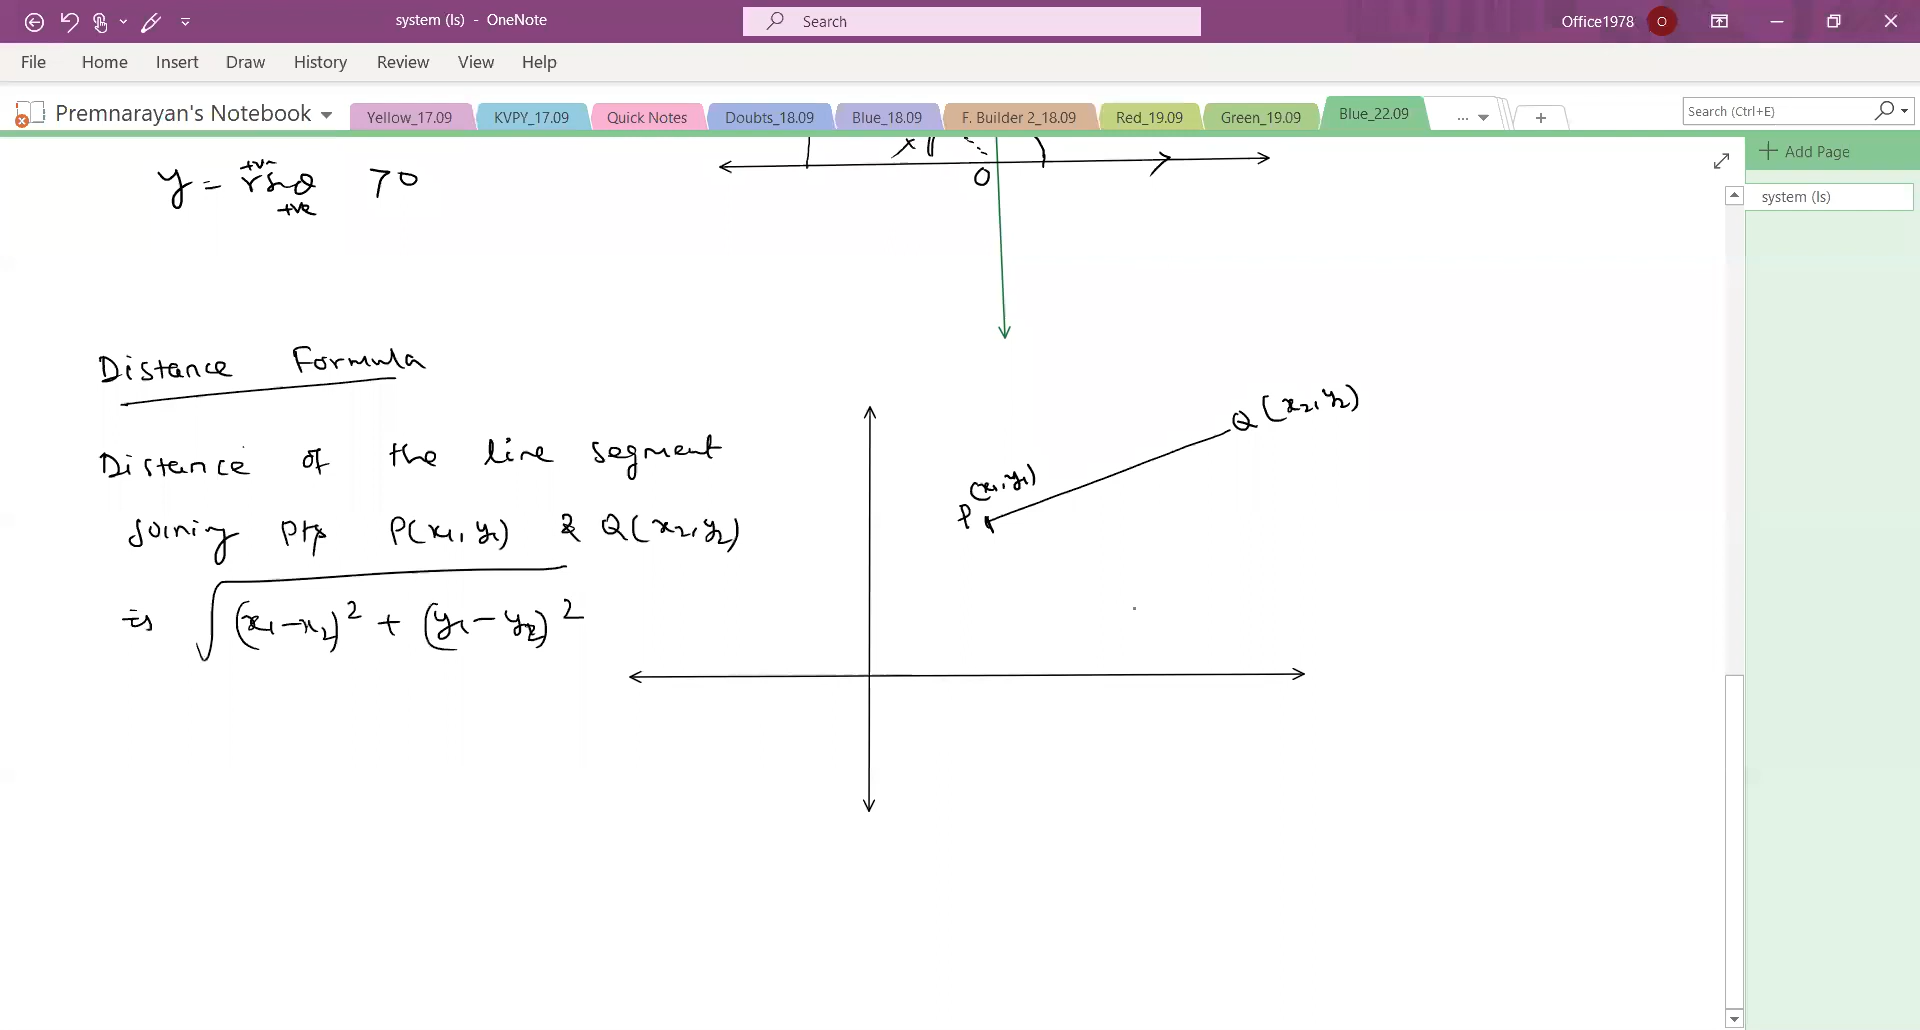 system (ls) - OneNote
Search
Office1978
O
File Home Insert Draw History Review View Help
Premnarayan's Notebook
Yellow_17.09 KVPY_17.09 Quick Notes Doubts_18.09 Blue_18.09 F. Builder 2_18.09 Red_19.09 Green_19.09 Blue_22.09 ... +
Search (Ctrl+E)
+ Add Page
system (ls)
+ve
y = r sinθ > 0
+ve
O
Distance Formula
Distance of the line segment
joining pts P(x₁, y₁) & Q(x₂, y₂)
is √(x₁-x₂)² + (y₁-y₂)²
Q (x₂, y₂)
(x₁, y₁)
P